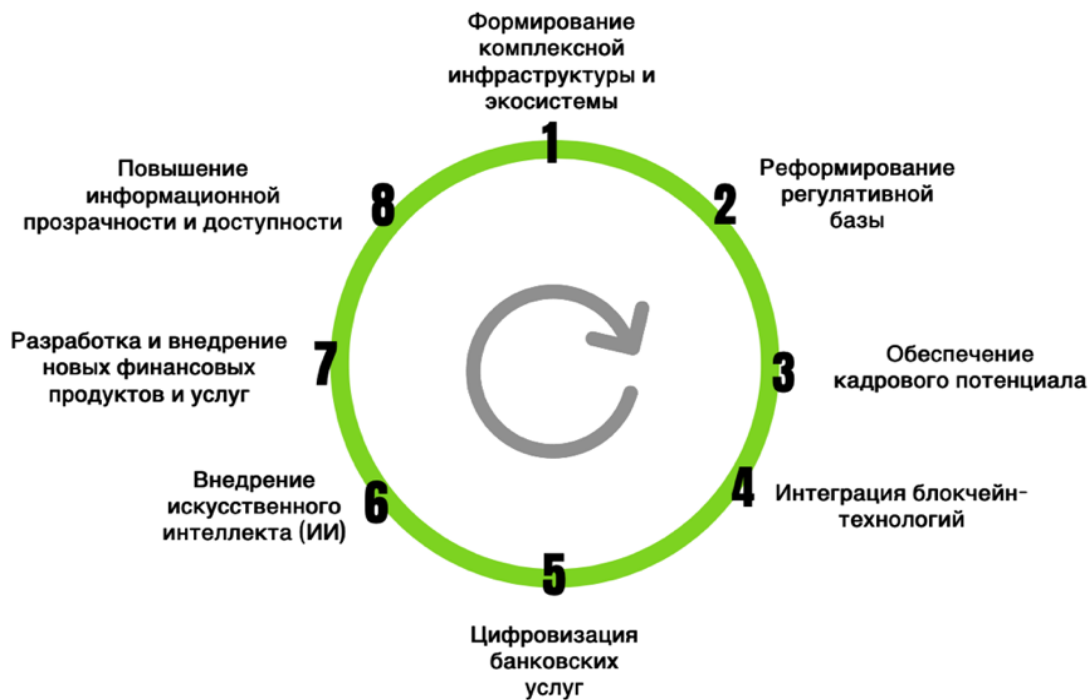 Формирование
комплексной
инфраструктуры и
экосистемы
1
Реформирование
регулятивной
базы
2
Обеспечение
кадрового потенциала
3
Интеграция блокчейн-
технологий
4
5
Цифровизация
банковских
услуг
6
Внедрение
искусственного
интеллекта (ИИ)
7
Разработка и внедрение
новых финансовых
продуктов и услуг
8
Повышение
информационной
прозрачности и доступности